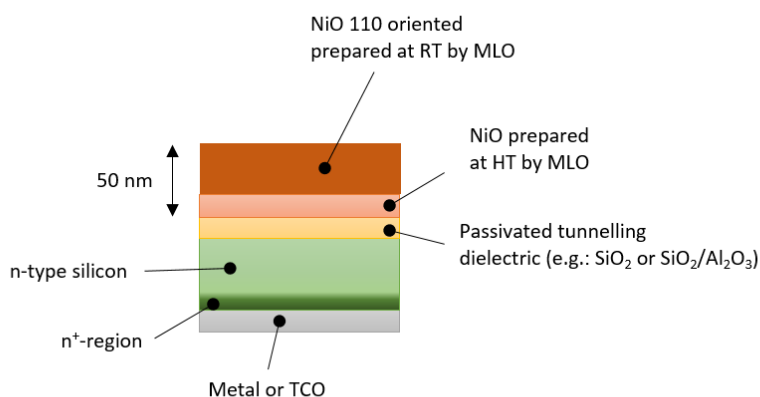 NiO 110 oriented
prepared at RT by MLO
NiO prepared
at HT by MLO
50 nm
Passivated tunnelling
dielectric (e.g.: SiO₂ or SiO₂/Al₂O₃)
n-type silicon
n⁺-region
Metal or TCO